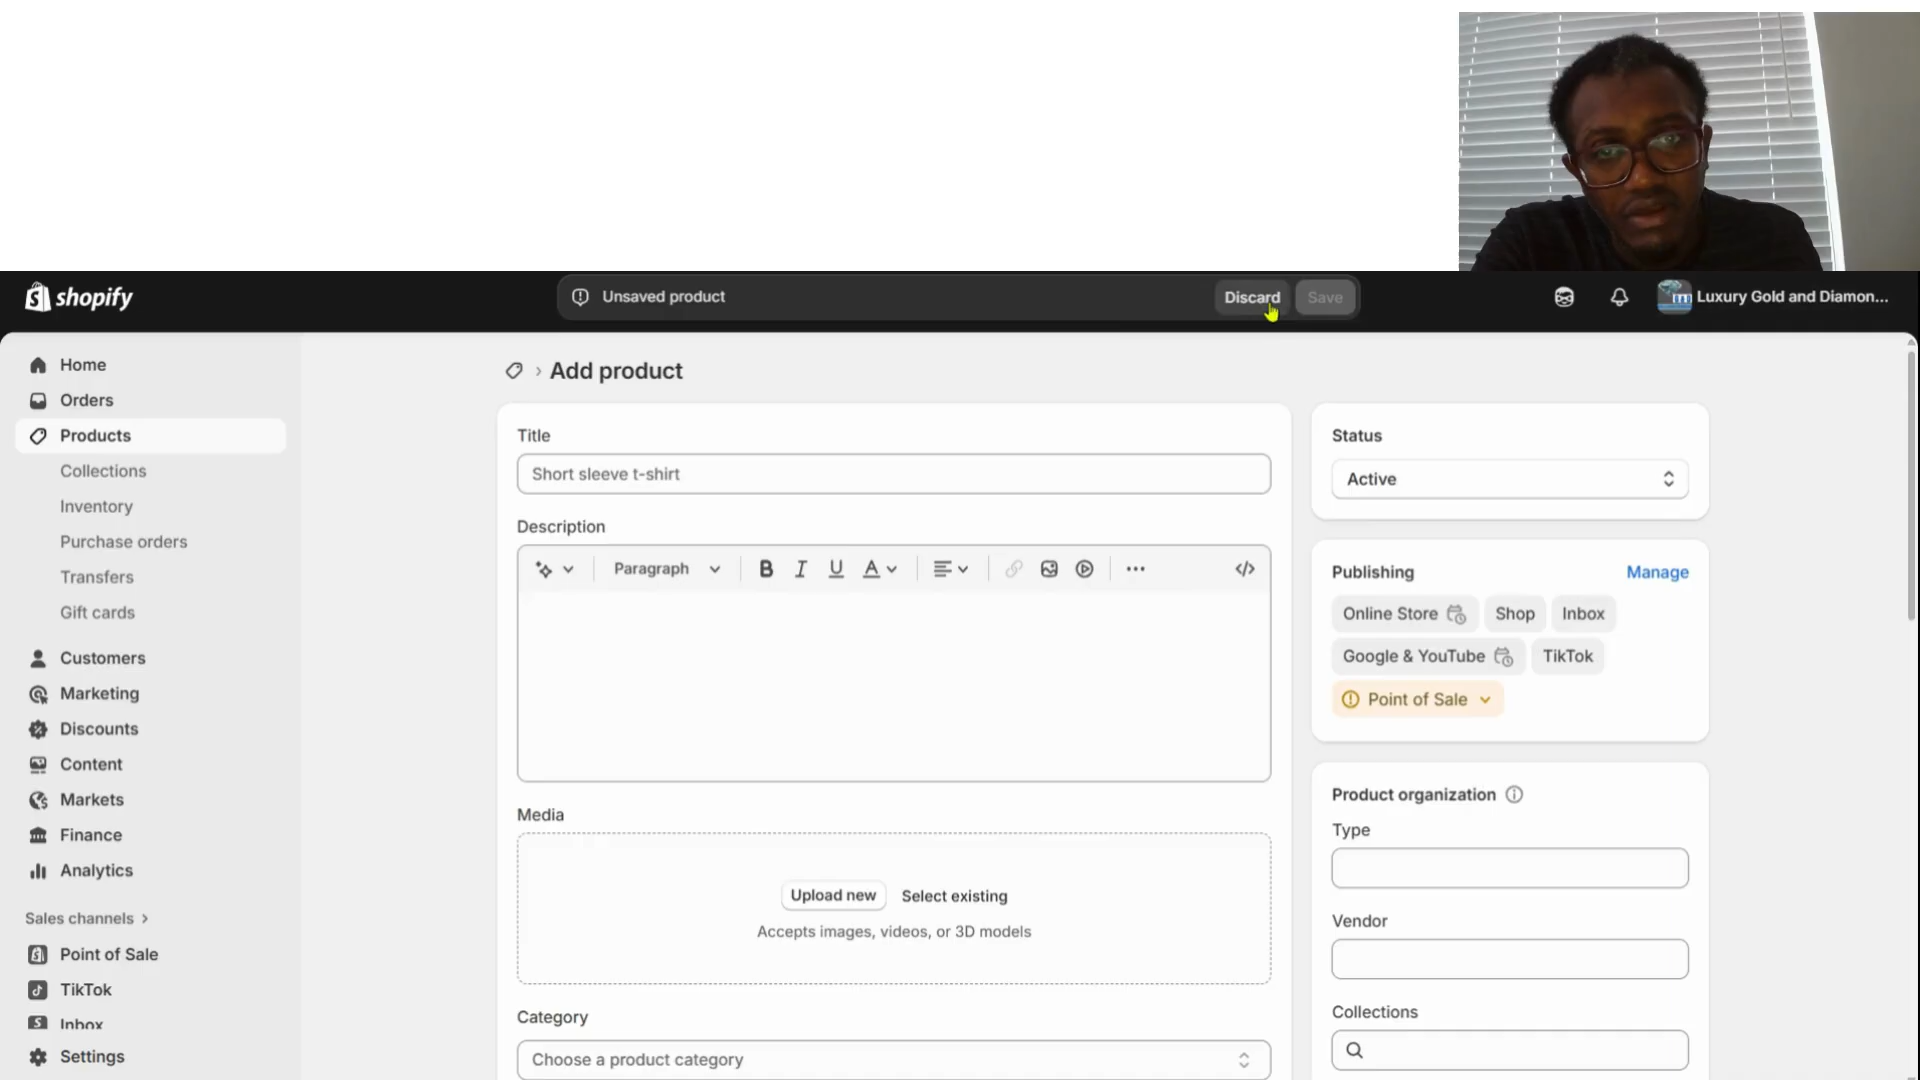 shopify
Unsaved product
Discard
Save
Luxury Gold and Diamon...
Home
Orders
Products
Collections
Inventory
Purchase orders
Transfers
Gift cards
Customers
Marketing
Discounts
Content
Markets
Finance
Analytics
Sales channels
Point of Sale
TikTok
Inbox
Settings
Add product
Title
Short sleeve t-shirt
Description
Paragraph
B I U A
Media
Upload new
Select existing
Accepts images, videos, or 3D models
Category
Choose a product category
Status
Active
Publishing
Manage
Online Store
Shop
Inbox
Google & YouTube
TikTok
Point of Sale
Product organization
Type
Vendor
Collections